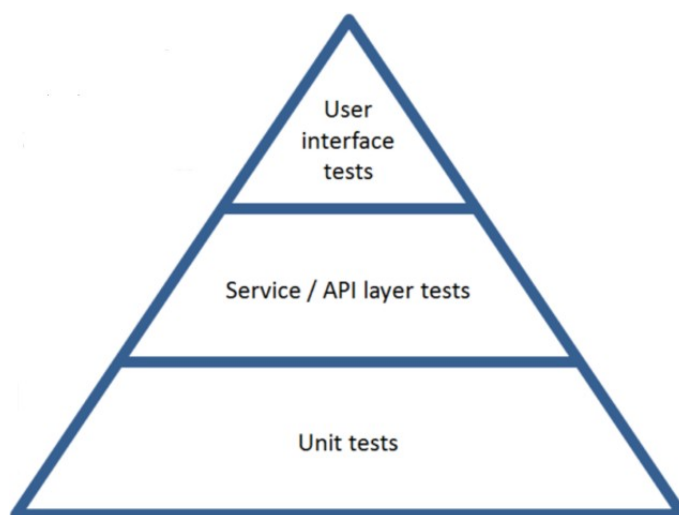 User
interface
tests
Service / API layer tests
Unit tests